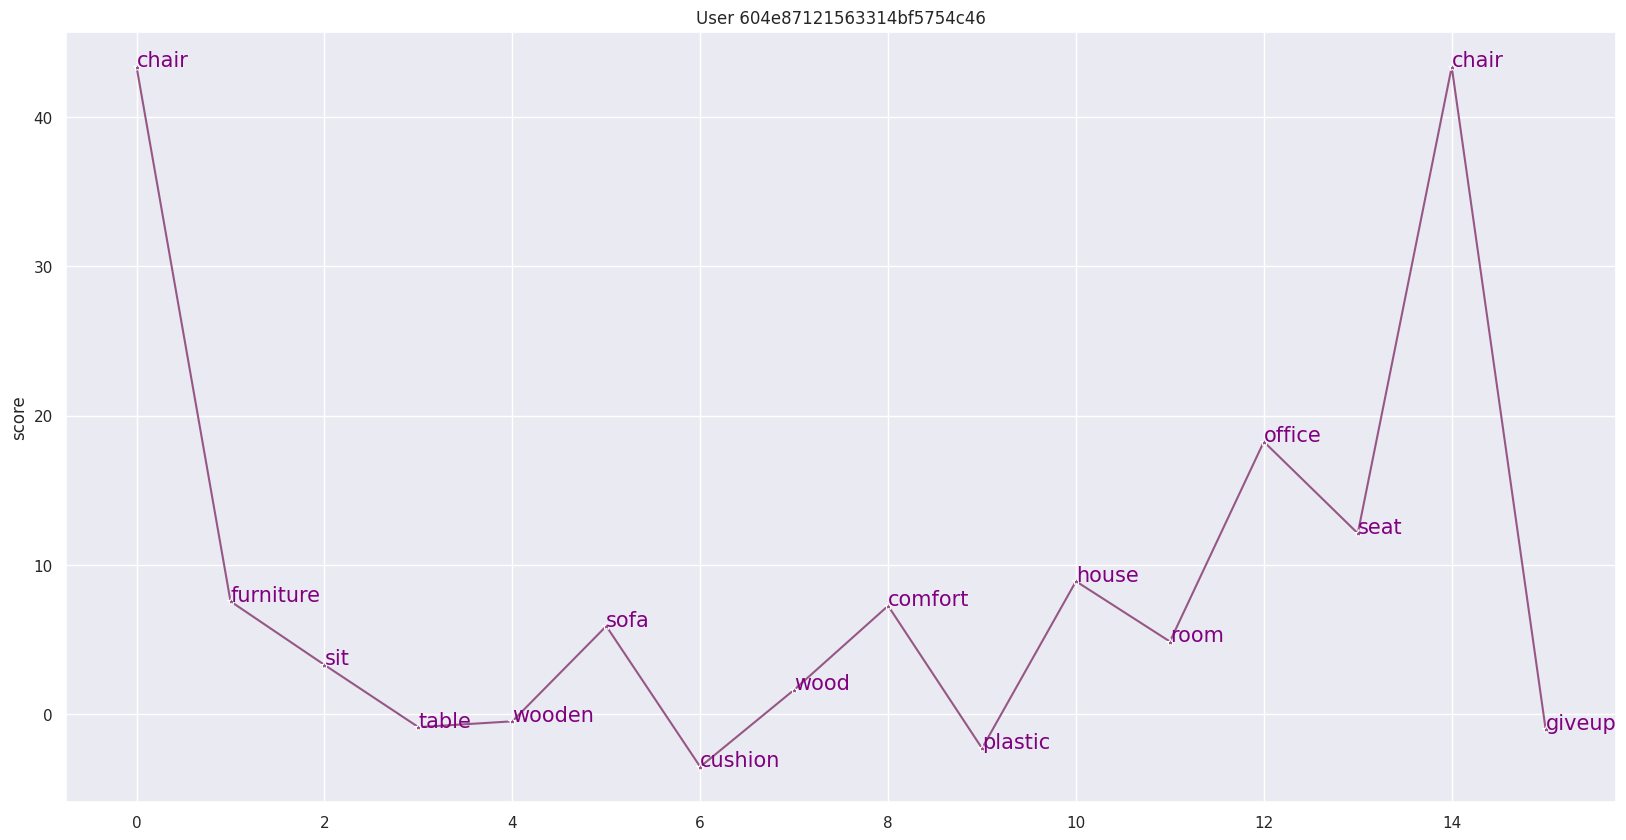 User 604e87121563314bf5754c46
chair
chair
40
30
score
20
office
seat
10
furniture
comfort
house
sofa
room
sit
wood
0
table
wooden
giveup
plastic
cushion
0 2 4 6 8 10 12 14